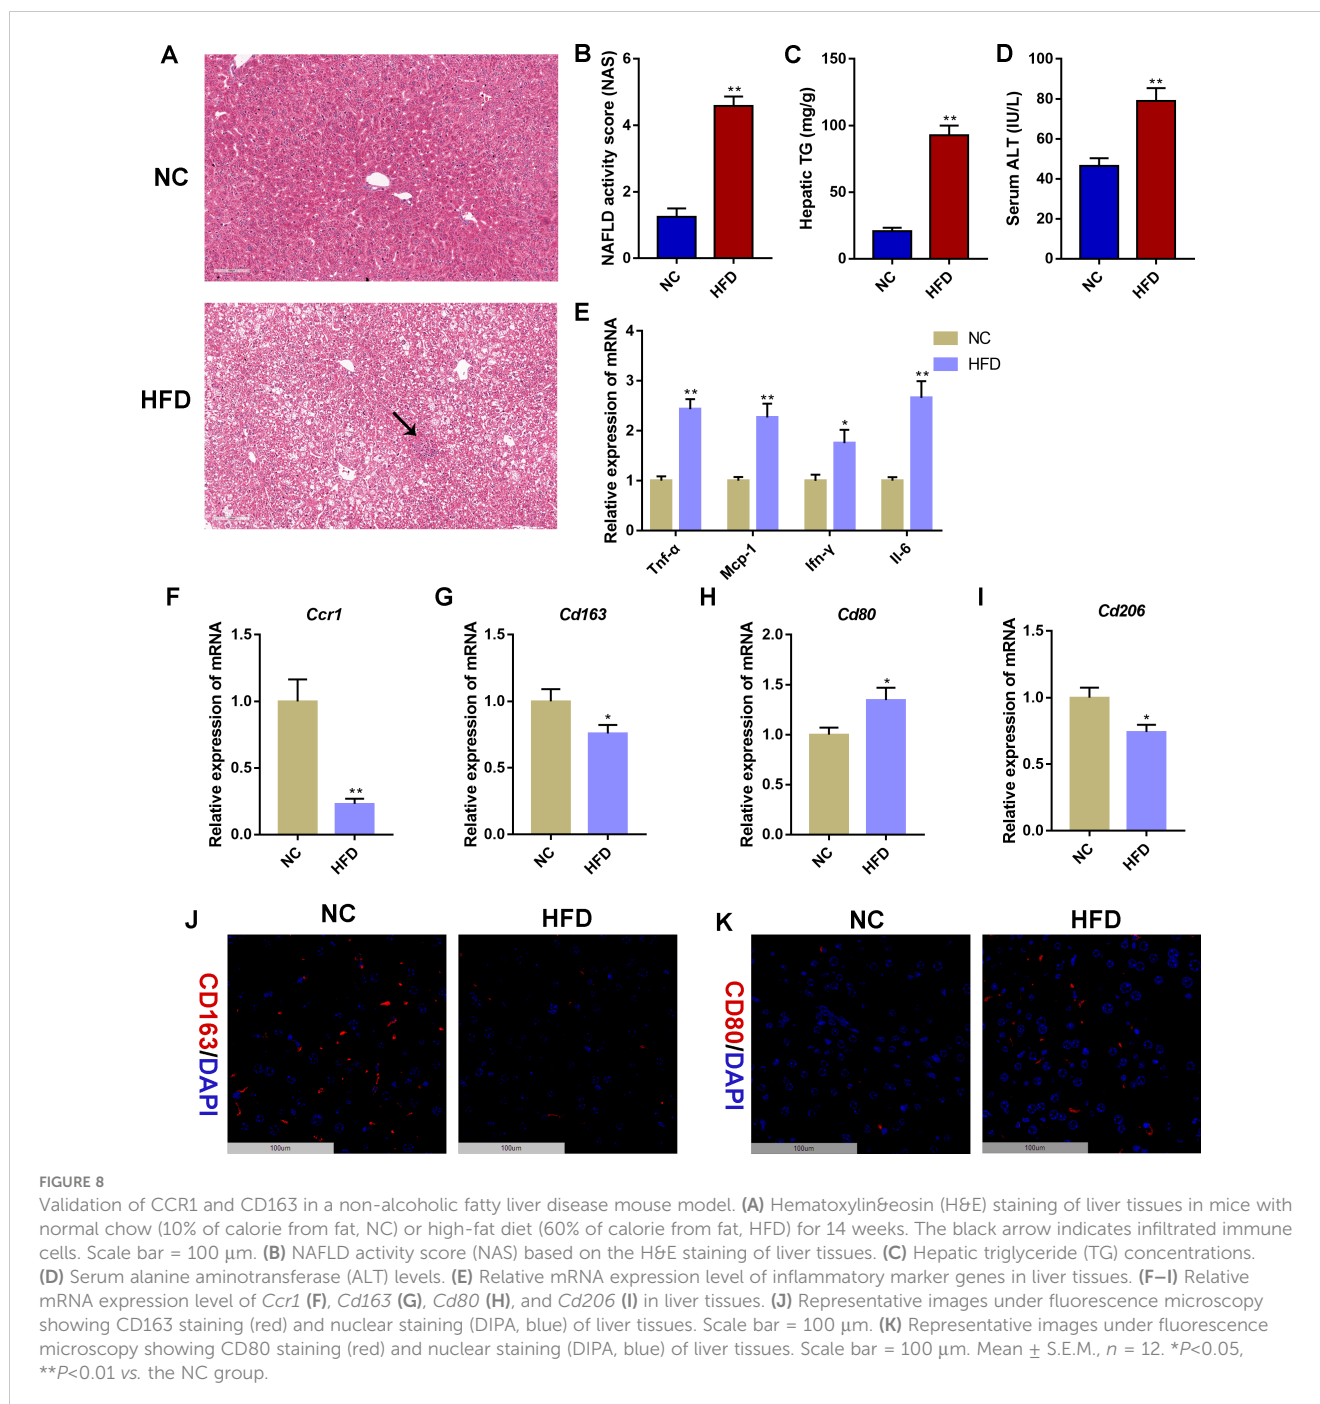 A
B
C
D
NC
HFD
NAFLD activity score (NAS)
6
4
2
0
**
NC
HFD
Hepatic TG (mg/g)
150
100
50
0
**
NC
HFD
Serum ALT (IU/L)
100
80
60
40
20
0
**
NC
HFD
E
Relative expression of mRNA
4
3
2
1
0
**
**
*
**
Tnf-α
Mcp-1
Ifn-γ
Il-6
NC
HFD
F
Ccr1
Relative expression of mRNA
1.5
1.0
0.5
0.0
**
NC
HFD
G
Cd163
Relative expression of mRNA
1.5
1.0
0.5
0.0
*
NC
HFD
H
Cd80
Relative expression of mRNA
2.0
1.5
1.0
0.5
0.0
*
NC
HFD
I
Cd206
Relative expression of mRNA
1.5
1.0
0.5
0.0
*
NC
HFD
J
NC
HFD
CD163/DAPI
100um
100um
K
NC
HFD
CD80/DAPI
100um
100um
FIGURE 8
Validation of CCR1 and CD163 in a non-alcoholic fatty liver disease mouse model. (A) Hematoxylin&eosin (H&E) staining of liver tissues in mice with
normal chow (10% of calorie from fat, NC) or high-fat diet (60% of calorie from fat, HFD) for 14 weeks. The black arrow indicates infiltrated immune
cells. Scale bar = 100 μm. (B) NAFLD activity score (NAS) based on the H&E staining of liver tissues. (C) Hepatic triglyceride (TG) concentrations.
(D) Serum alanine aminotransferase (ALT) levels. (E) Relative mRNA expression level of inflammatory marker genes in liver tissues. (F–I) Relative
mRNA expression level of Ccr1 (F), Cd163 (G), Cd80 (H), and Cd206 (I) in liver tissues. (J) Representative images under fluorescence microscopy
showing CD163 staining (red) and nuclear staining (DIPA, blue) of liver tissues. Scale bar = 100 μm. (K) Representative images under fluorescence
microscopy showing CD80 staining (red) and nuclear staining (DIPA, blue) of liver tissues. Scale bar = 100 μm. Mean ± S.E.M., n = 12. *P<0.05,
**P<0.01 vs. the NC group.